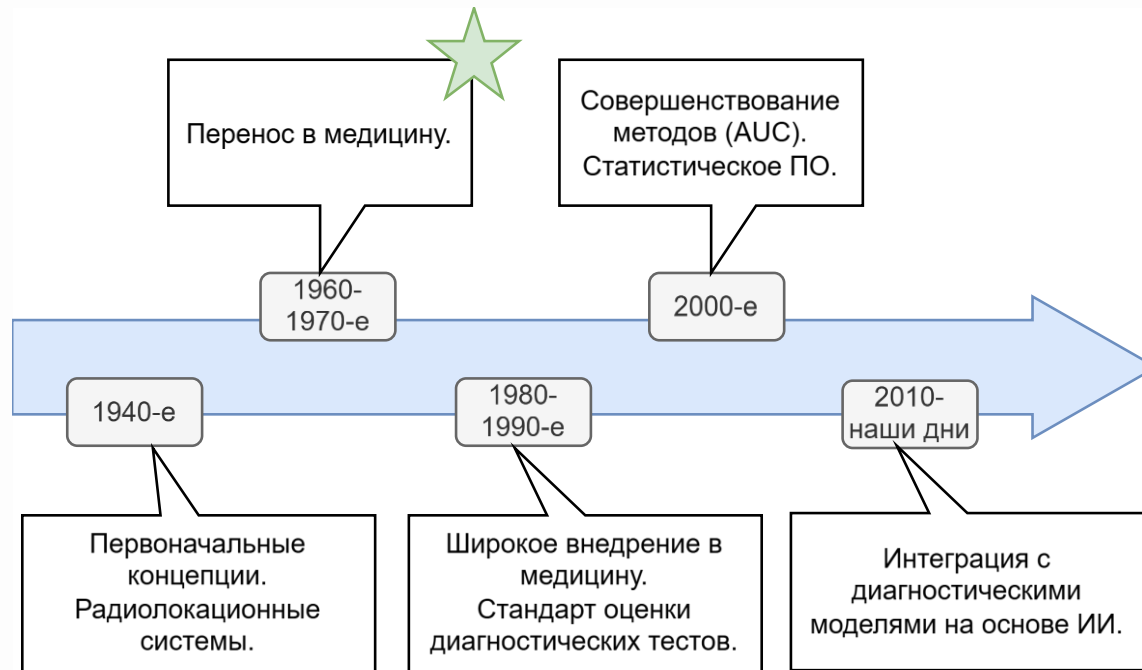 Перенос в медицину.
Совершенствование
методов (AUC).
Статистическое ПО.
1960-
1970-е
2000-е
1940-е
1980-
1990-е
2010-
наши дни
Первоначальные
концепции.
Радиолокационные
системы.
Широкое внедрение в
медицину.
Стандарт оценки
диагностических тестов.
Интеграция с
диагностическими
моделями на основе ИИ.